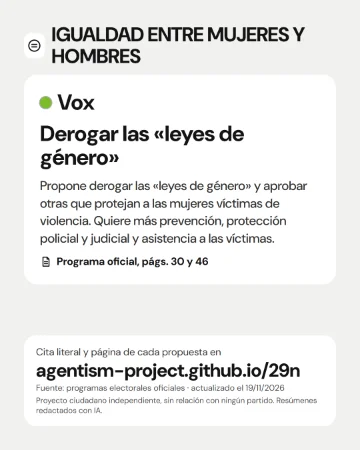 IGUALDAD ENTRE MUJERES Y
HOMBRES
Vox
Derogar las «leyes de
género»
Propone derogar las «leyes de género» y aprobar
otras que protejan a las mujeres víctimas de
violencia. Quiere más prevención, protección
policial y judicial y asistencia a las víctimas.
Programa oficial, págs. 30 y 46
Cita literal y página de cada propuesta en
agentism-project.github.io/29n
Fuente: programas electorales oficiales · actualizado el 19/11/2026
Proyecto ciudadano independiente, sin relación con ningún partido. Resúmenes
redactados con IA.